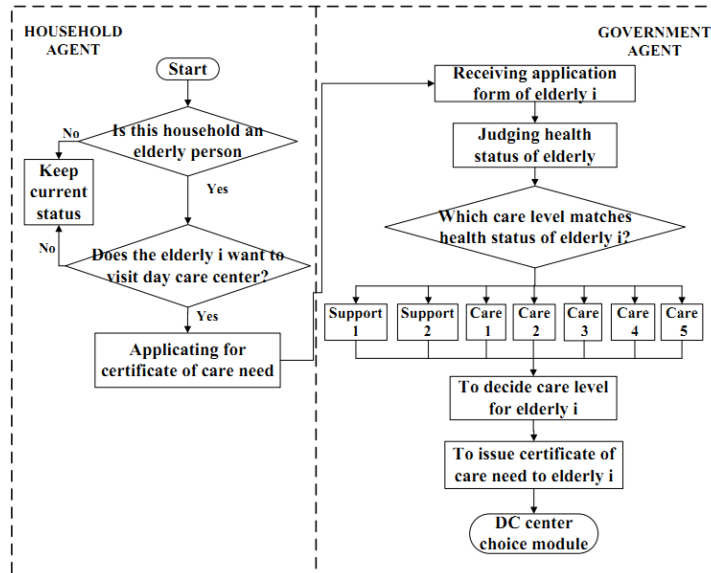 HOUSEHOLD
AGENT
Start
Is this household an
elderly person
No
Keep
current
status
Yes
No
Does the elderly i want to
visit day care center?
Yes
Applicating for
certificate of care need
GOVERNMENT
AGENT
Receiving application
form of elderly i
Judging health
status of elderly
Which care level matches
health status of elderly i?
Support
1
Support
2
Care
1
Care
2
Care
3
Care
4
Care
5
To decide care level
for elderly i
To issue certificate of
care need to elderly i
DC center
choice module